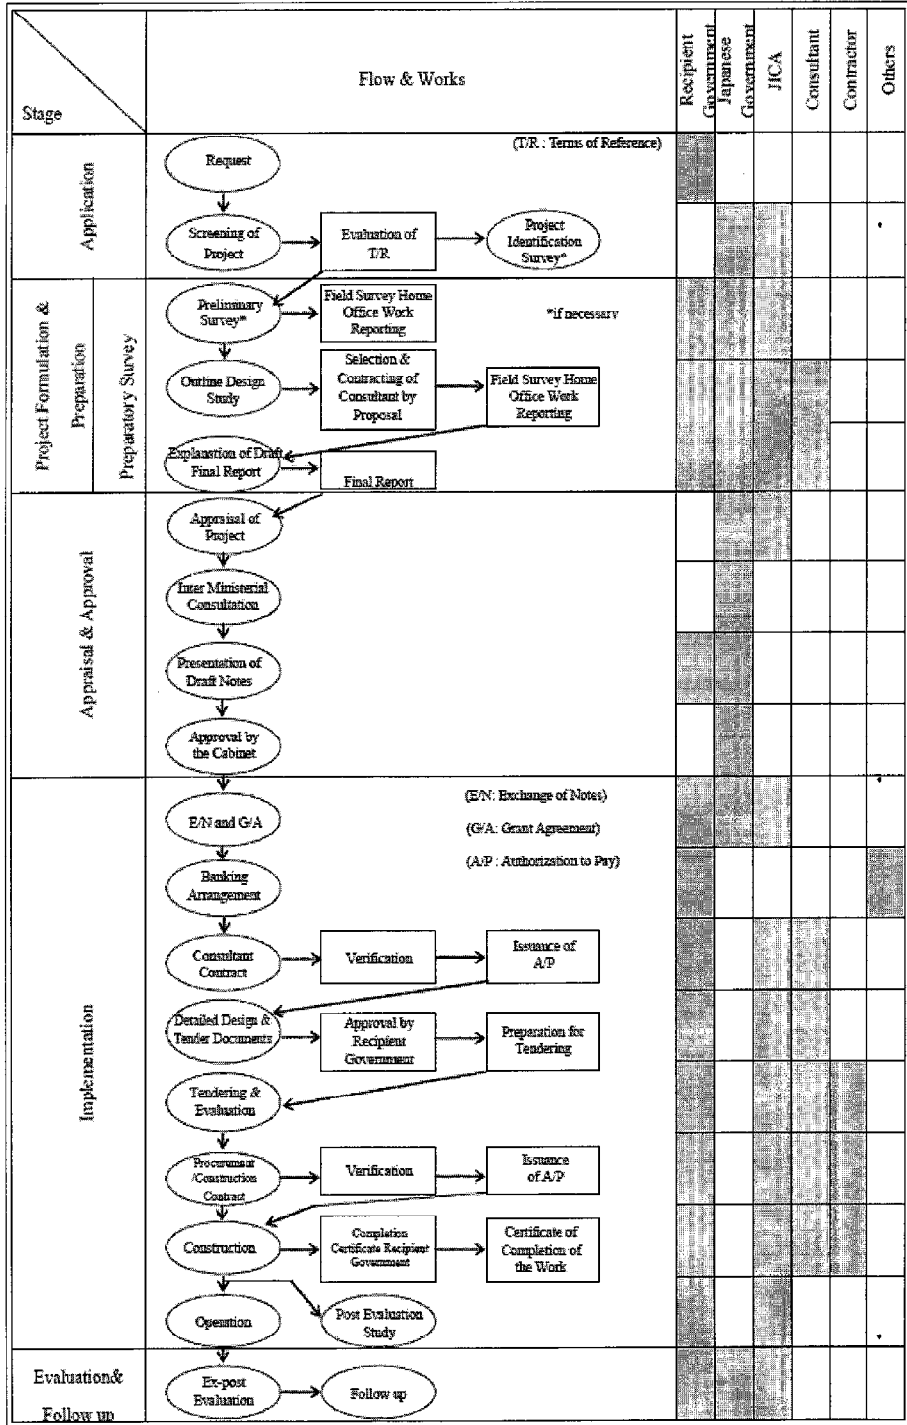 Stage
Flow & Works
Recipient
Government
Japanese
Government
JICA
Consultant
Contractor
Others
Application
Request
(T/R : Terms of Reference)
Screening of
Project
Evaluation of
T/R
Project
Identification
Survey*
Project Formulation &
Preparation
Preparatory Survey
Preliminary
Survey*
Field Survey Home
Office Work
Reporting
*if necessary
Outline Design
Study
Selection &
Contracting of
Consultant by
Proposal
Field Survey Home
Office Work
Reporting
Explanation of Draft
Final Report
Final Report
Appraisal & Approval
Appraisal of
Project
Inter Ministerial
Consultation
Presentation of
Draft Notes
Approval by
the Cabinet
Implementation
E/N and G/A
(E/N: Exchange of Notes)
(G/A: Grant Agreement)
(A/P : Authorization to Pay)
Banking
Arrangement
Consultant
Contract
Verification
Issuance of
A/P
Detailed Design &
Tender Documents
Approval by
Recipient
Government
Preparation for
Tendering
Tendering &
Evaluation
Procurement
/Construction
Contract
Verification
Issuance
of A/P
Construction
Completion
Certificate Recipient
Government
Certificate of
Completion of
the Work
Operation
Post Evaluation
Study
Evaluation&
Follow up
Ex-post
Evaluation
Follow up